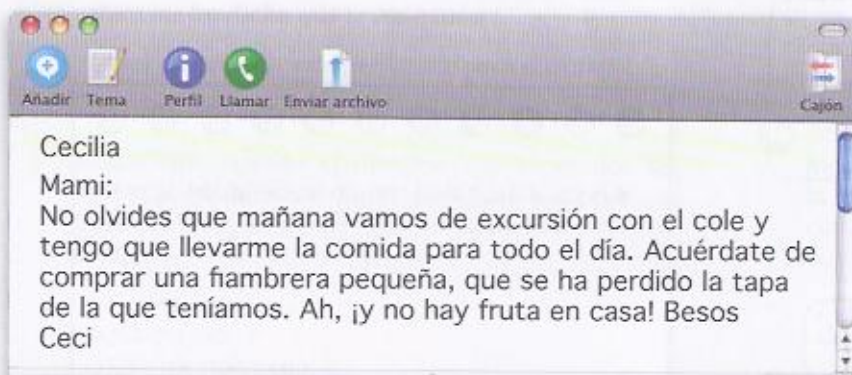 Añadir Tema Perfil Llamar Enviar archivo Cajón
Cecilia
Mami:
No olvides que mañana vamos de excursión con el cole y
tengo que llevarme la comida para todo el día. Acuérdate de
comprar una fiambrera pequeña, que se ha perdido la tapa
de la que teníamos. Ah, ¡y no hay fruta en casa! Besos
Ceci